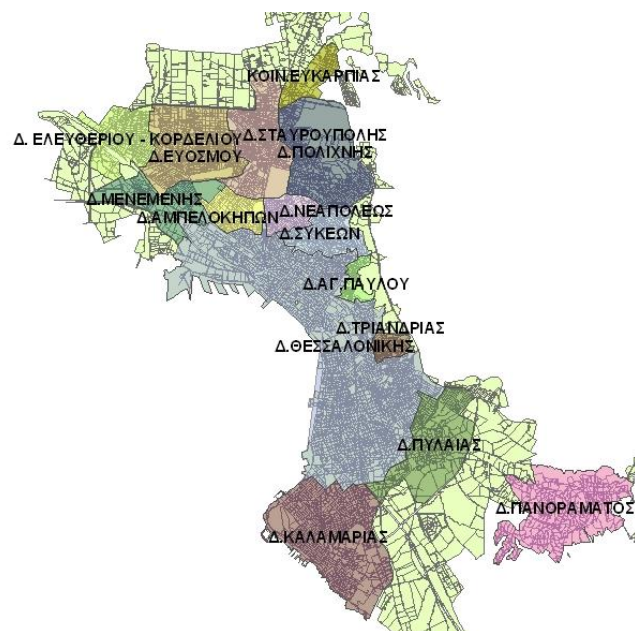 ΚΟΙΝ.ΕΥΚΑΡΠΙΑΣ
Δ. ΕΛΕΥΘΕΡΙΟΥ - ΚΟΡΔΕΛΙΟΥ
Δ.ΣΤΑΥΡΟΥΠΟΛΗΣ
Δ.ΕΥΟΣΜΟΥ
Δ.ΠΟΛΙΧΝΗΣ
Δ.ΜΕΝΕΜΕΝΗΣ
Δ.ΑΜΠΕΛΟΚΗΠΩΝ
Δ.ΝΕΑΠΟΛΕΩΣ
Δ.ΣΥΚΕΩΝ
Δ.ΑΓ.ΠΑΥΛΟΥ
Δ.ΤΡΙΑΝΔΡΙΑΣ
Δ.ΘΕΣΣΑΛΟΝΙΚΗΣ
Δ.ΠΥΛΑΙΑΣ
Δ.ΠΑΝΟΡΑΜΑΤΟΣ
Δ.ΚΑΛΑΜΑΡΙΑΣ